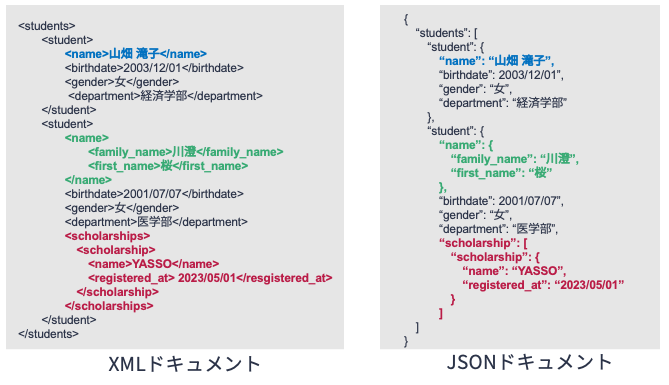 <students>
<student>
<name>山畑 滝子</name>
<birthdate>2003/12/01</birthdate>
<gender>女</gender>
<department>経済学部</department>
</student>
<student>
<name>
<family_name>川澄</family_name>
<first_name>桜</first_name>
</name>
<birthdate>2001/07/07</birthdate>
<gender>女</gender>
<department>医学部</department>
<scholarships>
<scholarship>
<name>YASSO</name>
<registered_at> 2023/05/01</resgistered_at>
</scholarship>
</scholarships>
</student>
</students>
XMLドキュメント
{
“students”: [
“student”: {
“name”: “山畑 滝子”,
“birthdate”: 2003/12/01”,
“gender”: “女”,
“department”: “経済学部”
},
“student”: {
“name”: {
“family_name”: “川澄”,
“first_name”: “桜”
},
“birthdate”: 2001/07/07”,
“gender”: “女”,
“department”: “医学部”,
“scholarship”: [
“scholarship”: {
“name”: “YASSO”,
“registered_at”: “2023/05/01”
}
]
]
}
JSONドキュメント